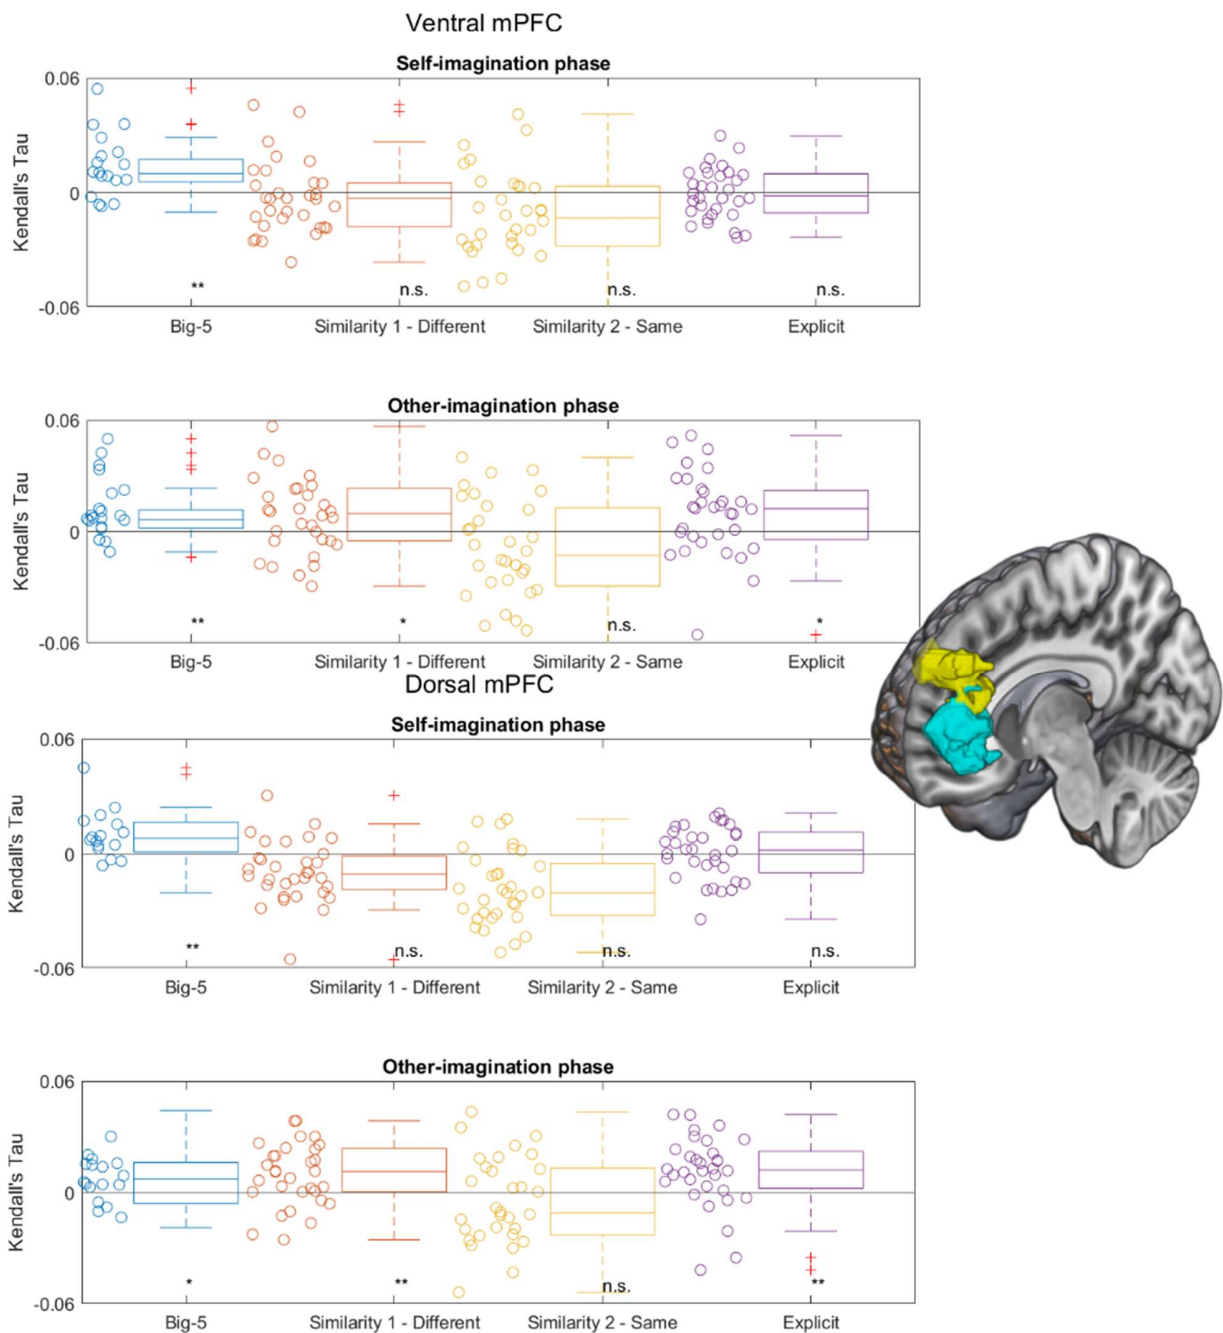 Ventral mPFC
Self-imagination phase
0.06
0
-0.06
Kendall's Tau
** n.s. n.s. n.s.
Big-5 Similarity 1 - Different Similarity 2 - Same Explicit
Other-imagination phase
0.06
0
-0.06
Kendall's Tau
** * n.s. *
Big-5 Similarity 1 - Different Similarity 2 - Same Explicit
Dorsal mPFC
Self-imagination phase
0.06
0
-0.06
Kendall's Tau
** n.s. n.s. n.s.
Big-5 Similarity 1 - Different Similarity 2 - Same Explicit
Other-imagination phase
0.06
0
-0.06
Kendall's Tau
* ** n.s. **
Big-5 Similarity 1 - Different Similarity 2 - Same Explicit